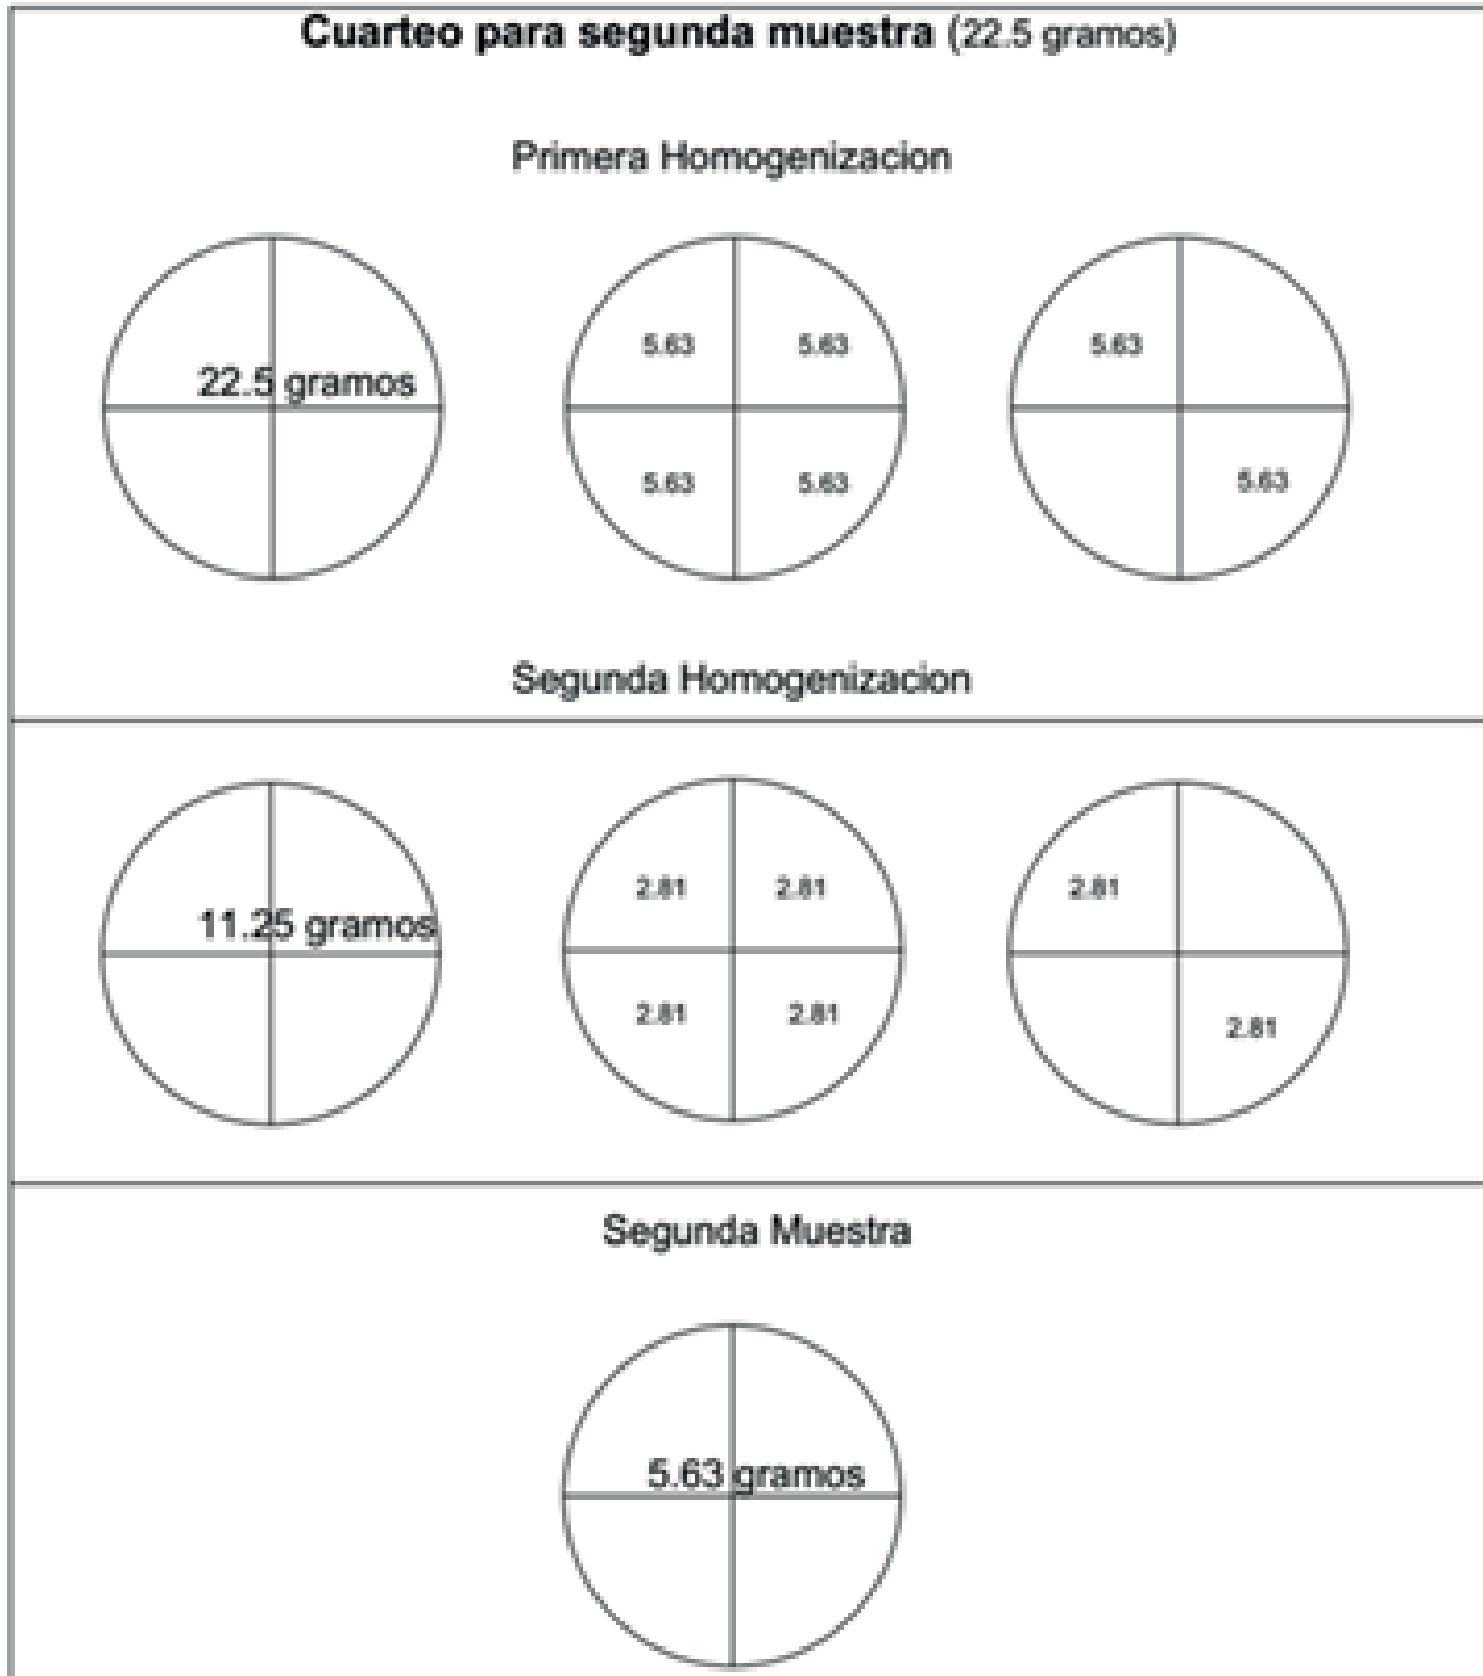 Cuarteo para segunda muestra (22.5 gramos)
Primera Homogenizacion
22.5 gramos
5.63 5.63
5.63 5.63
5.63
5.63
Segunda Homogenizacion
11.25 gramos
2.81 2.81
2.81 2.81
2.81
2.81
Segunda Muestra
5.63 gramos